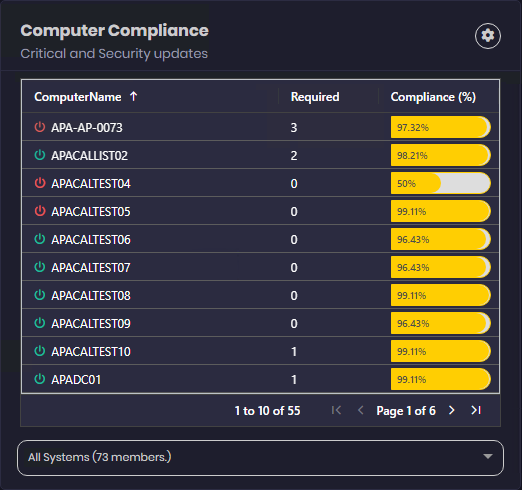 Computer Compliance
Critical and Security updates
ComputerName Required Compliance (%)
APA-AP-0073 3 97.32%
APACALLIST02 2 98.21%
APACALTEST04 0 50%
APACALTEST05 0 99.11%
APACALTEST06 0 96.43%
APACALTEST07 0 96.43%
APACALTEST08 0 99.11%
APACALTEST09 0 96.43%
APACALTEST10 1 99.11%
APADC01 1 99.11%
1 to 10 of 55 Page 1 of 6
All Systems (73 members.)